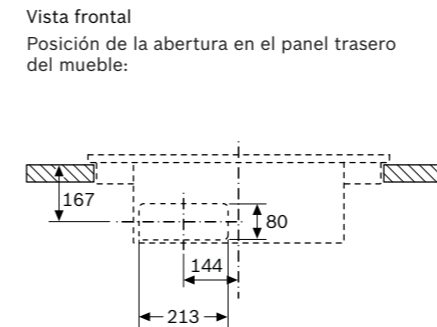 Vista frontal
Posición de la abertura en el panel trasero
del mueble:
167
80
144
213